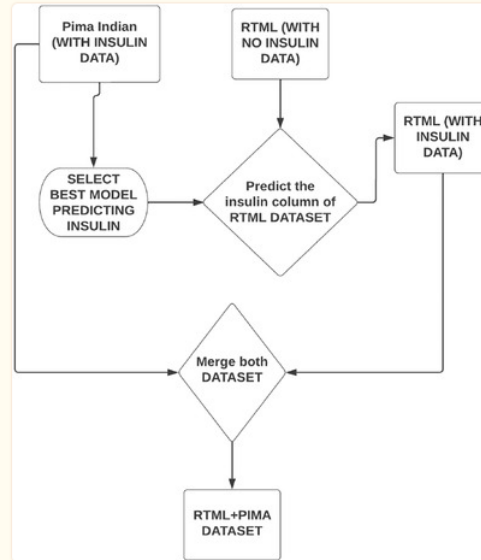 Pima Indian
(WITH INSULIN
DATA)
RTML (WITH
NO INSULIN
DATA)
RTML (WITH
INSULIN
DATA)
SELECT
BEST MODEL
PREDICTING
INSULIN
Predict the
insulin column of
RTML DATASET
Merge both
DATASET
RTML+PIMA
DATASET